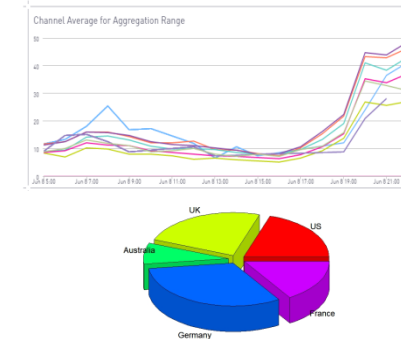 Channel Average for Aggregation Range
50
40
30
20
10
0
Jun 8 5:00 Jun 8 7:00 Jun 8 9:00 Jun 8 11:00 Jun 8 13:00 Jun 8 15:00 Jun 8 17:00 Jun 8 19:00 Jun 8 21:00
UK
US
Australia
France
Germany